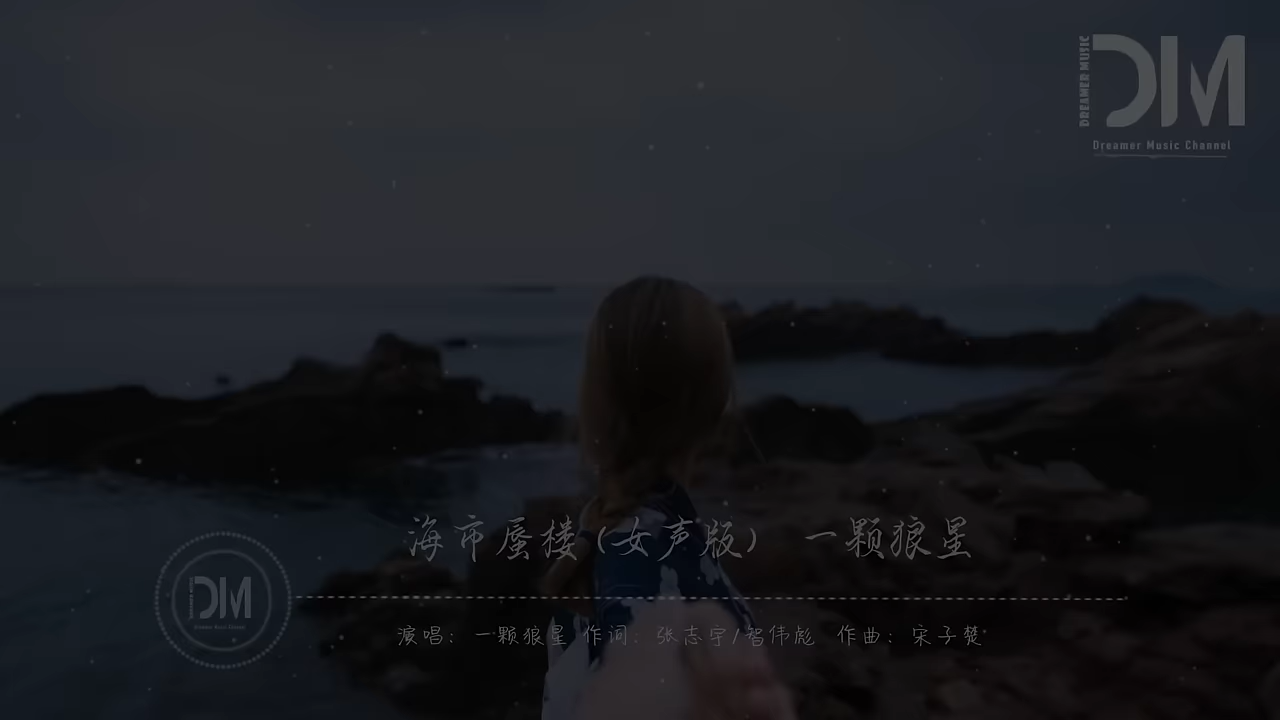 DREAMER MUSIC
DM
Dreamer Music Channel
海市蜃楼(女声版) 一颗狼星
DM
演唱: 一颗狼星 作词: 张志宇/智伟彪 作曲: 宋子燊